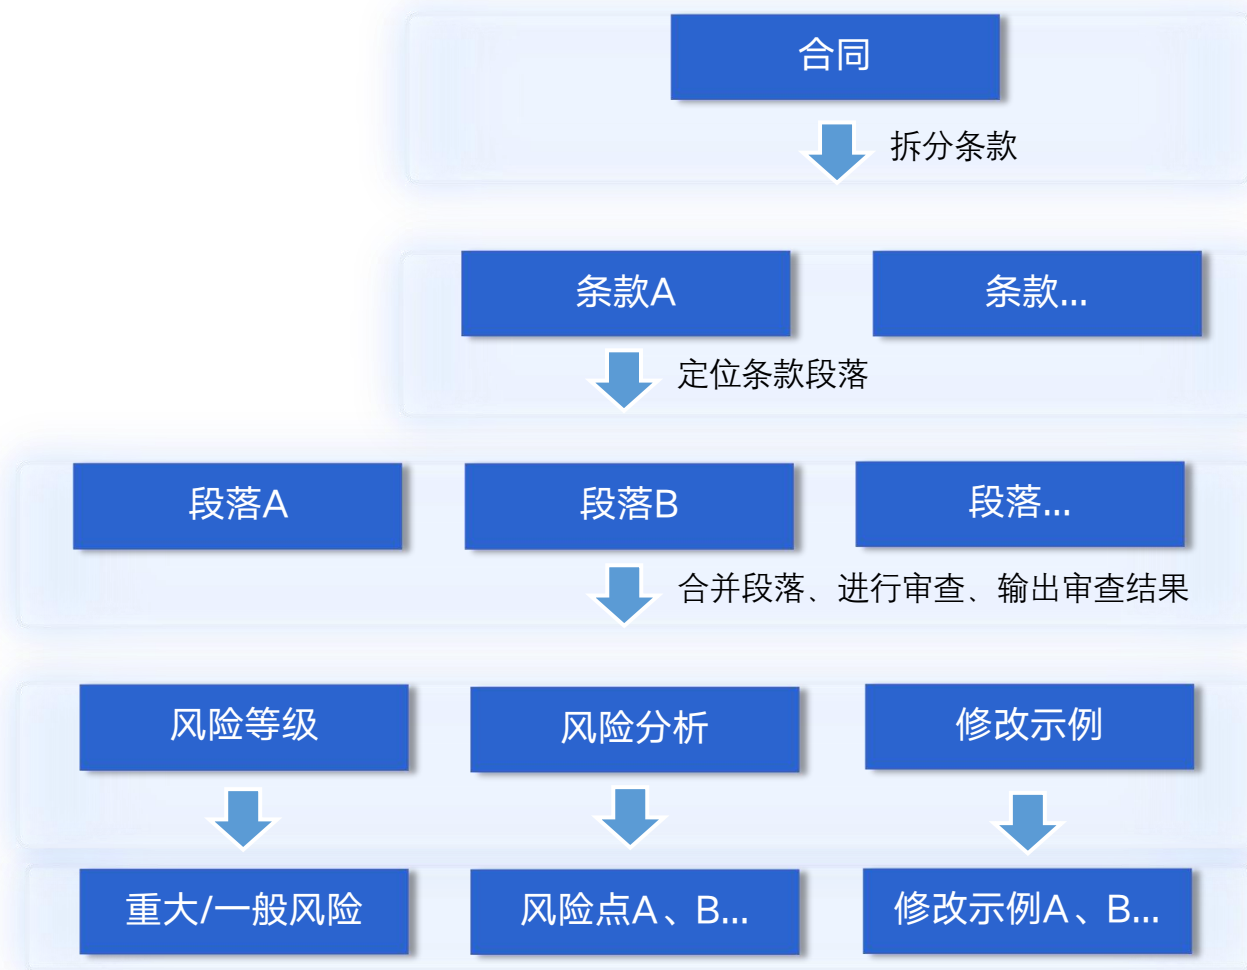 合同
拆分条款
条款A
条款...
定位条款段落
段落A
段落B
段落...
合并段落、进行审查、输出审查结果
风险等级
风险分析
修改示例
重大/一般风险
风险点A、B...
修改示例A、B...